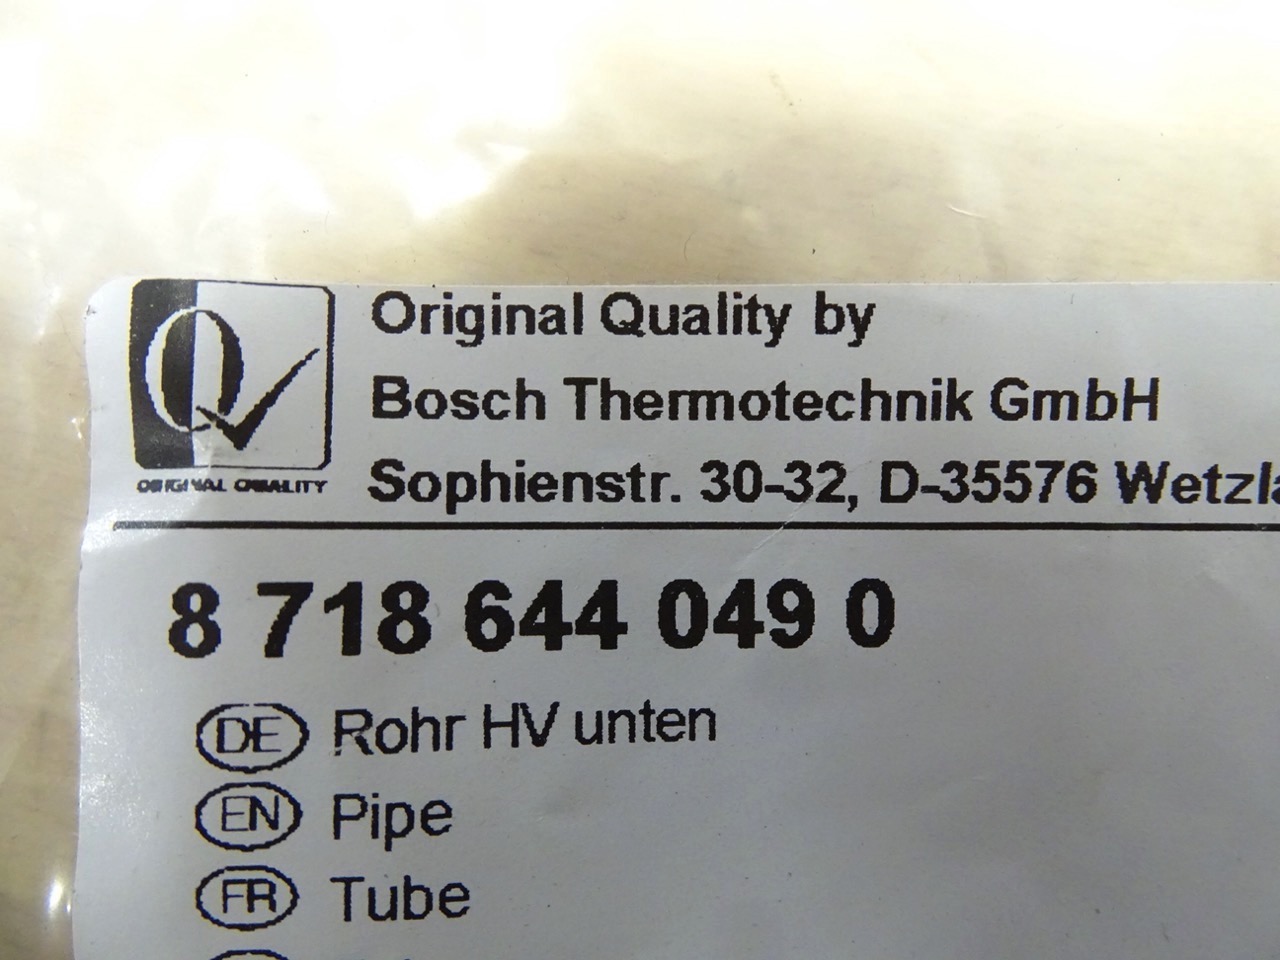 Original Quality by
Bosch Thermotechnik GmbH
ORIGINAL QUALITY
Sophienstr. 30-32, D-35576 Wetzla
8 718 644 049 0
DE Rohr HV unten
EN Pipe
FR Tube